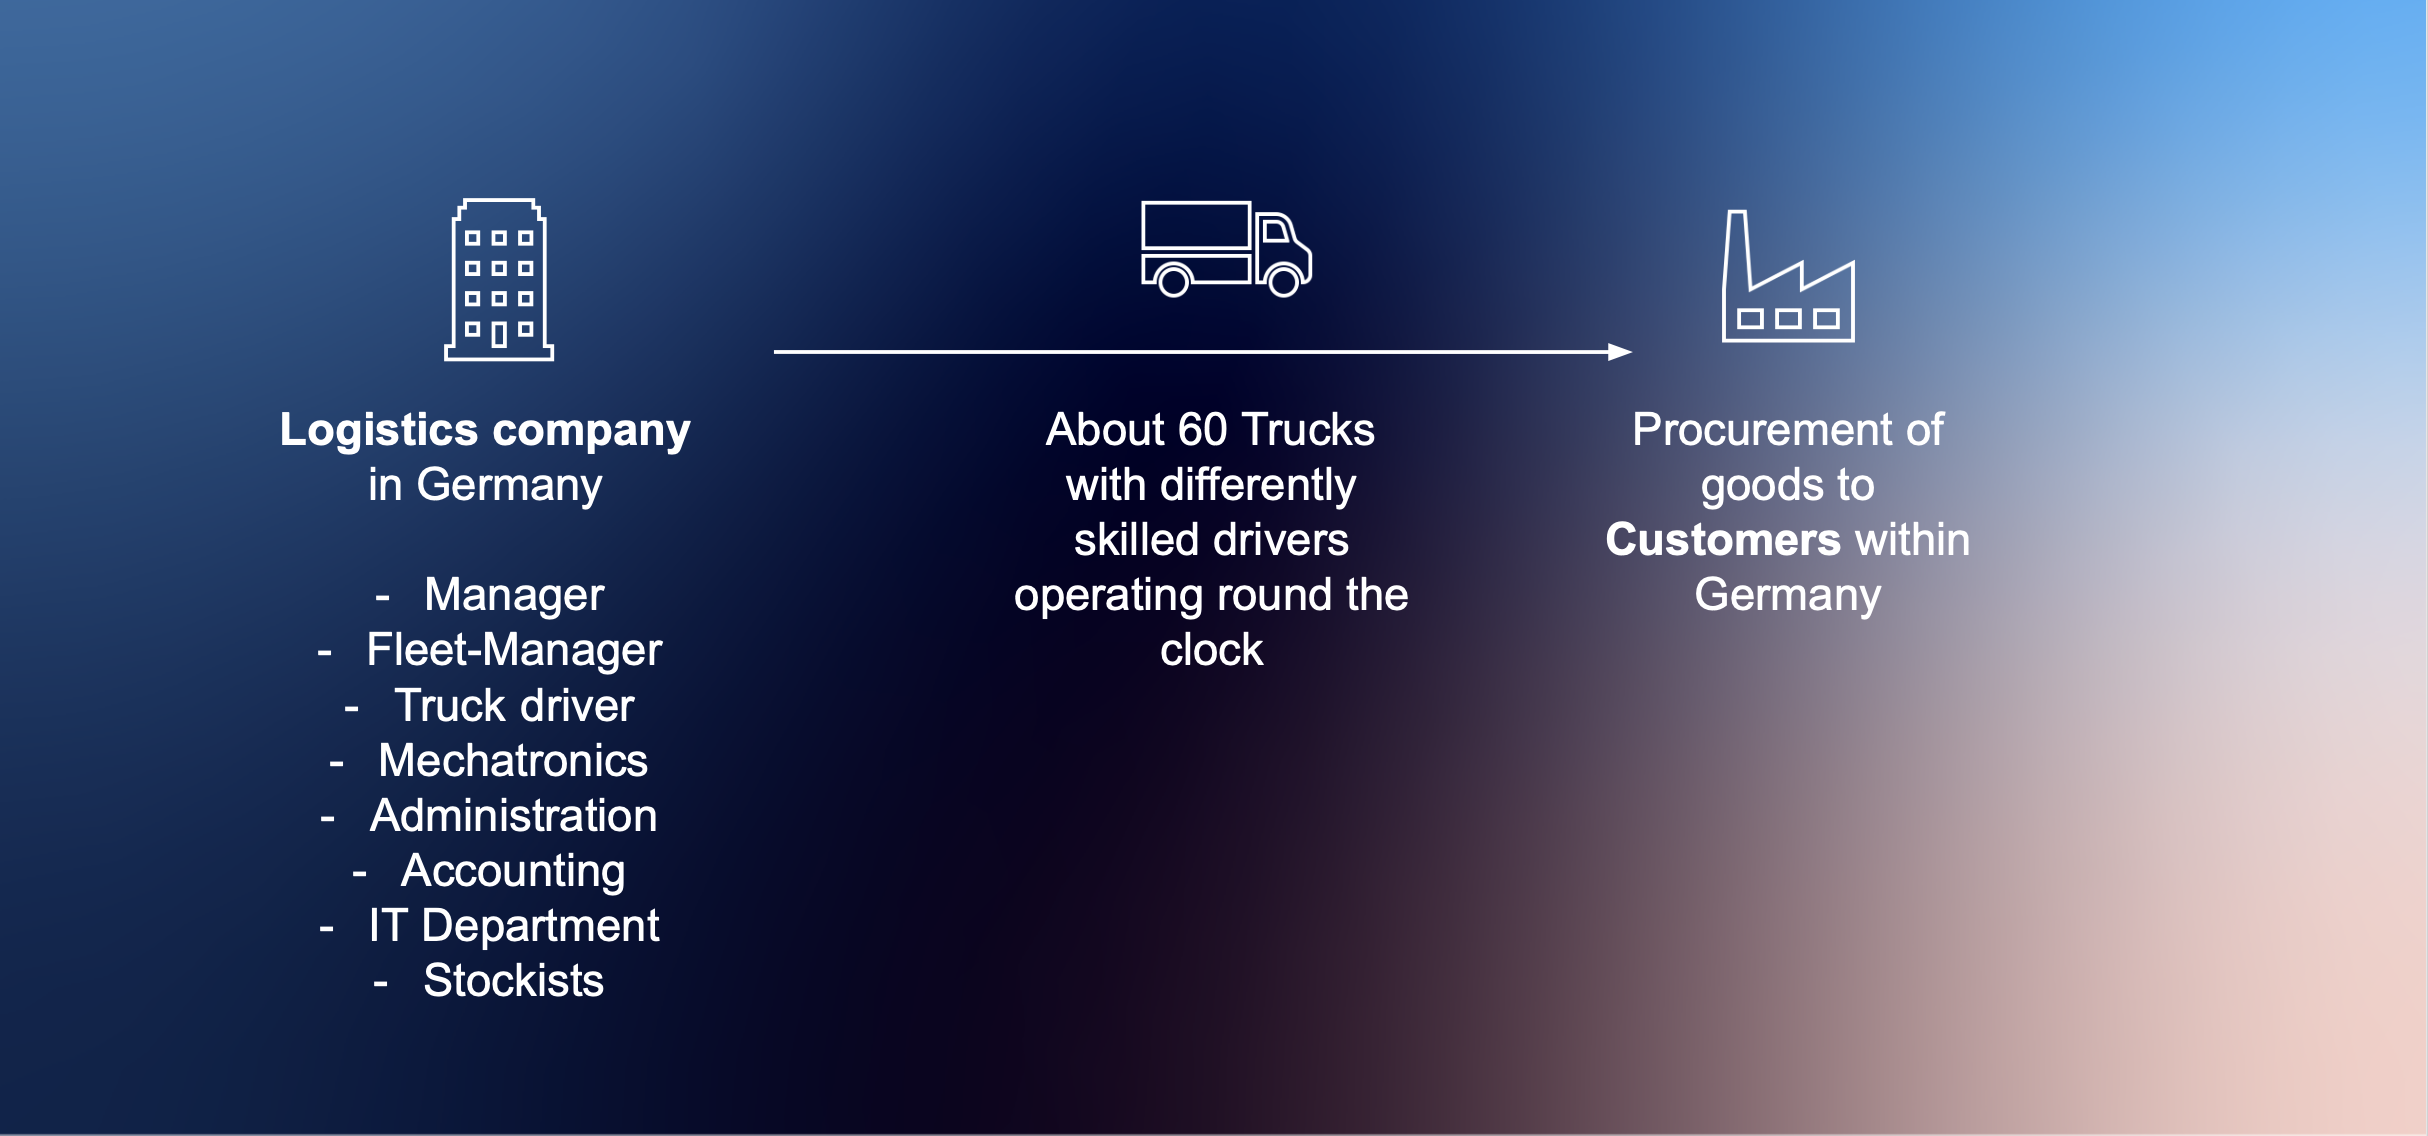 Logistics company
in Germany
- Manager
- Fleet-Manager
- Truck driver
- Mechatronics
- Administration
- Accounting
- IT Department
- Stockists
About 60 Trucks
with differently
skilled drivers
operating round the
clock
Procurement of
goods to
Customers within
Germany